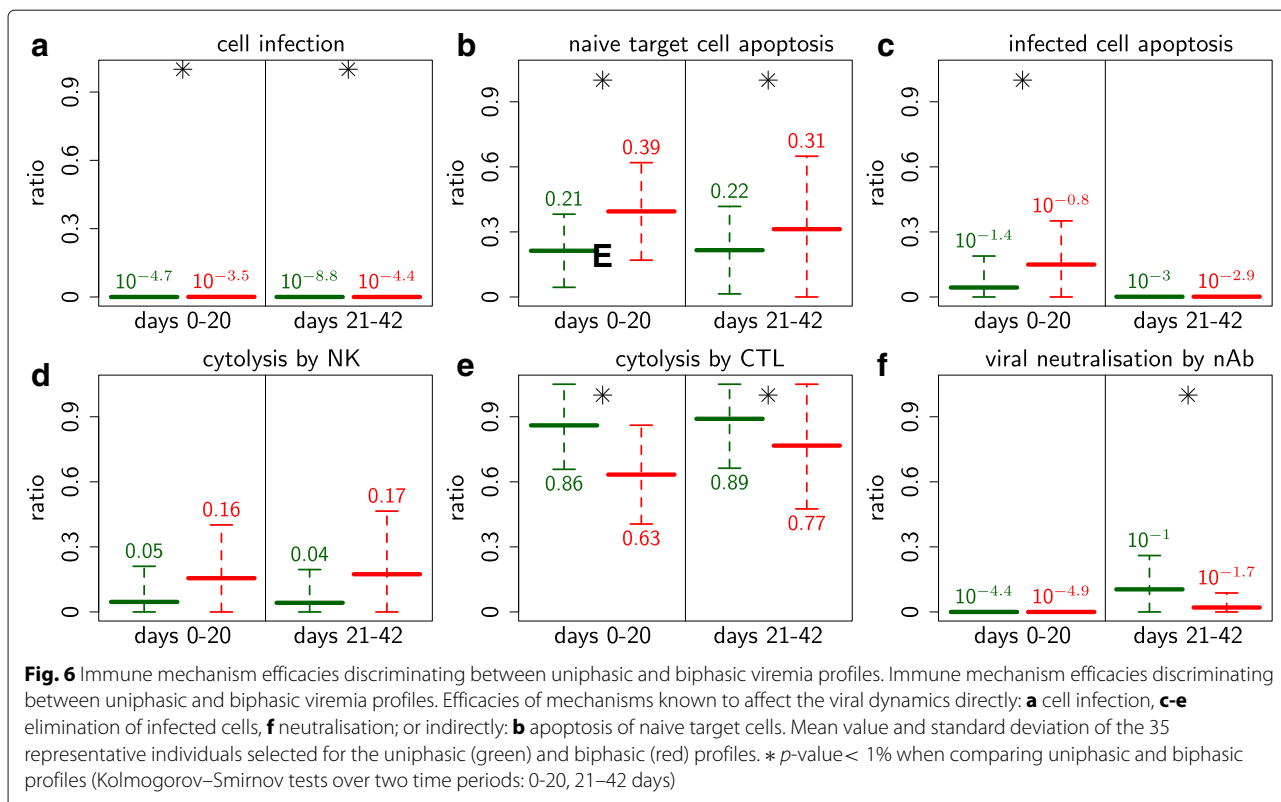 a cell infection
b naive target cell apoptosis
c infected cell apoptosis
ratio
0 0.3 0.6 0.9
∗ ∗
10^−4.7 10^−3.5 10^−8.8 10^−4.4
days 0-20 days 21-42
ratio
0 0.3 0.6 0.9
∗ ∗
0.21 0.39 0.22 0.31
E
days 0-20 days 21-42
ratio
0 0.3 0.6 0.9
∗
10^−1.4 10^−0.8 10^−3 10^−2.9
days 0-20 days 21-42
d cytolysis by NK
e cytolysis by CTL
f viral neutralisation by nAb
ratio
0 0.3 0.6 0.9
0.05 0.16 0.04 0.17
days 0-20 days 21-42
ratio
0 0.3 0.6 0.9
∗ ∗
0.86 0.63 0.89 0.77
days 0-20 days 21-42
ratio
0 0.3 0.6 0.9
∗
10^−4.4 10^−4.9 10^−1 10^−1.7
days 0-20 days 21-42
Fig. 6 Immune mechanism efficacies discriminating between uniphasic and biphasic viremia profiles. Immune mechanism efficacies discriminating
between uniphasic and biphasic viremia profiles. Efficacies of mechanisms known to affect the viral dynamics directly: a cell infection, c-e
elimination of infected cells, f neutralisation; or indirectly: b apoptosis of naive target cells. Mean value and standard deviation of the 35
representative individuals selected for the uniphasic (green) and biphasic (red) profiles. ∗ p-value< 1% when comparing uniphasic and biphasic
profiles (Kolmogorov–Smirnov tests over two time periods: 0-20, 21–42 days)